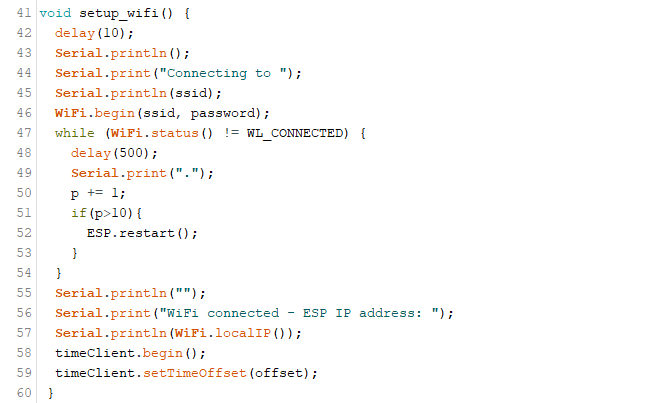 41 void setup_wifi() {
42   delay(10);
43   Serial.println();
44   Serial.print("Connecting to ");
45   Serial.println(ssid);
46   WiFi.begin(ssid, password);
47   while (WiFi.status() != WL_CONNECTED) {
48     delay(500);
49     Serial.print(".");
50     p += 1;
51     if(p>10){
52       ESP.restart();
53     }
54   }
55   Serial.println("");
56   Serial.print("WiFi connected - ESP IP address: ");
57   Serial.println(WiFi.localIP());
58   timeClient.begin();
59   timeClient.setTimeOffset(offset);
60  }